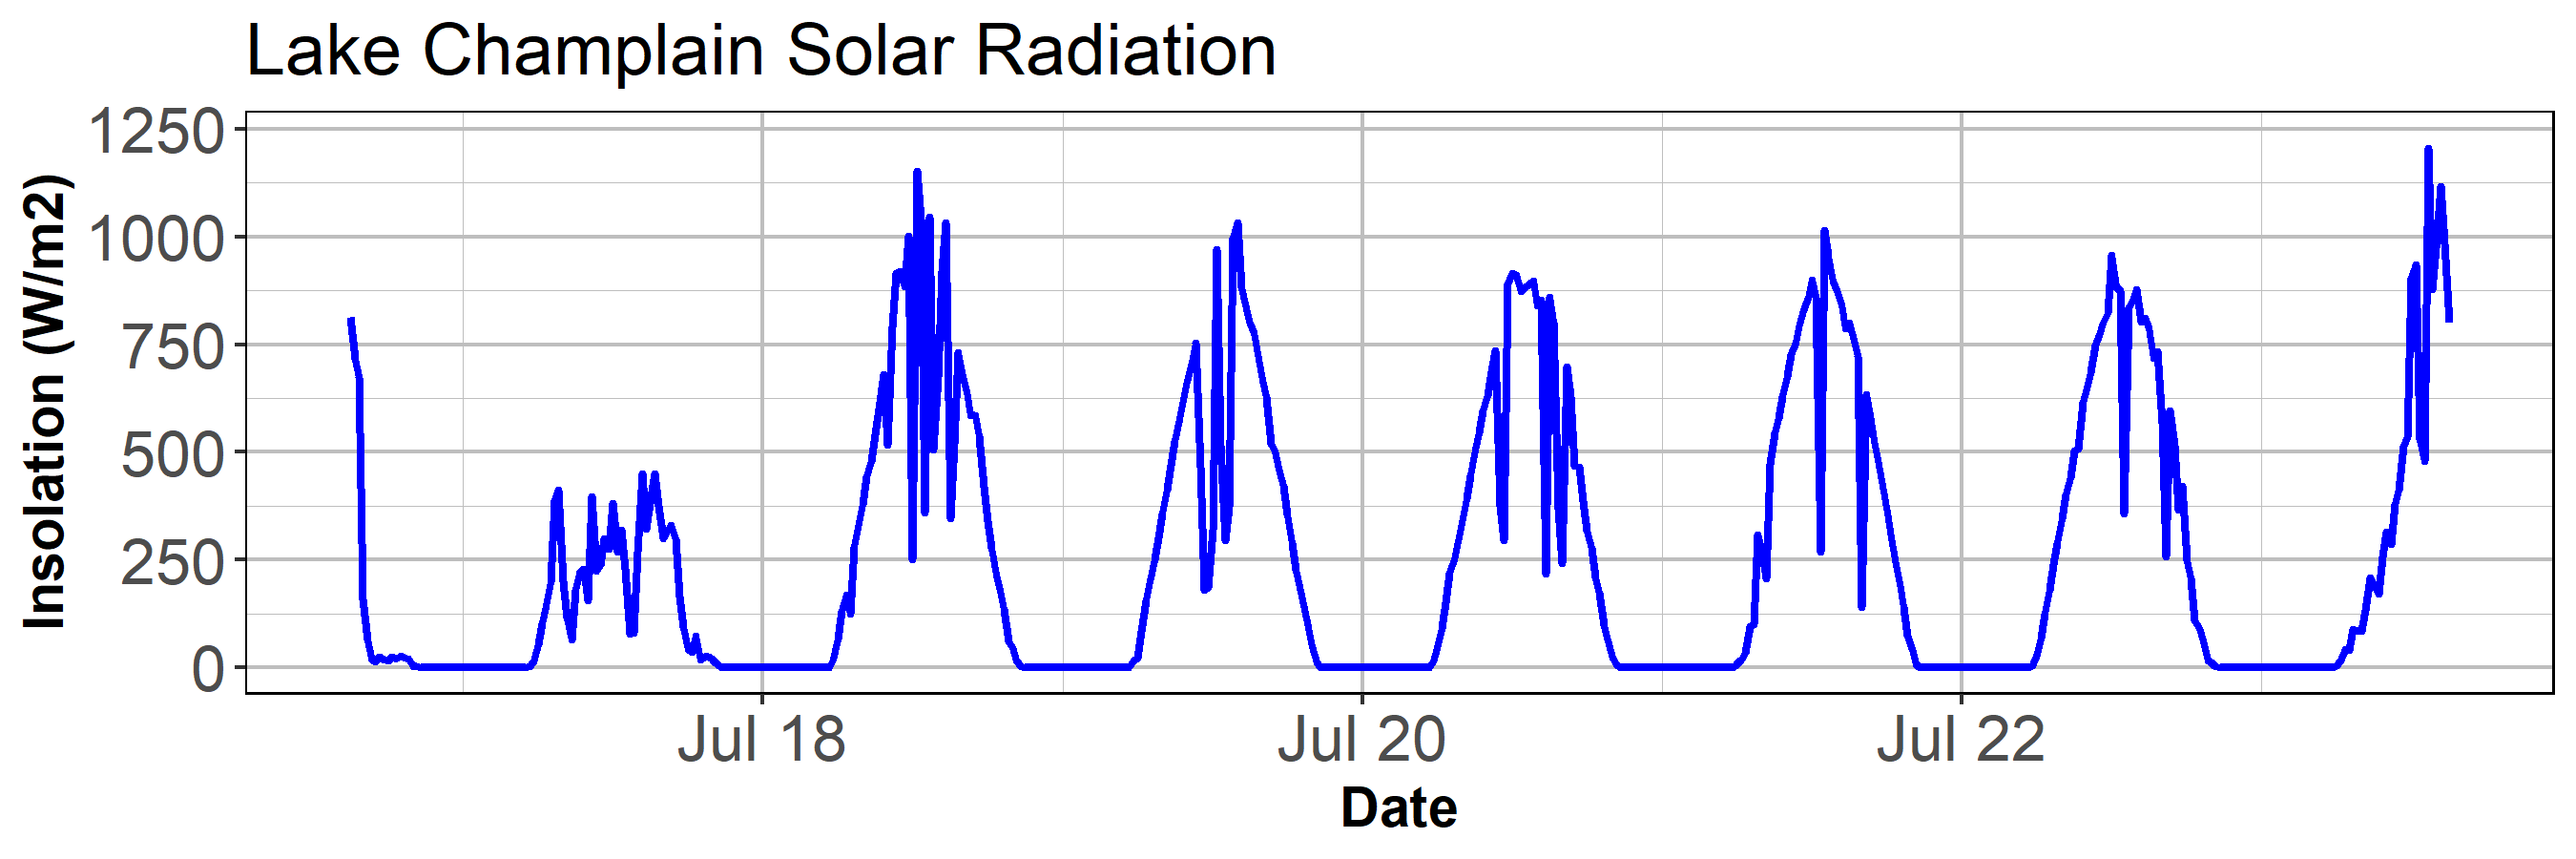 Lake Champlain Solar Radiation
Insolation (W/m2)
1250
1000
750
500
250
0
Jul 18
Jul 20
Jul 22
Date